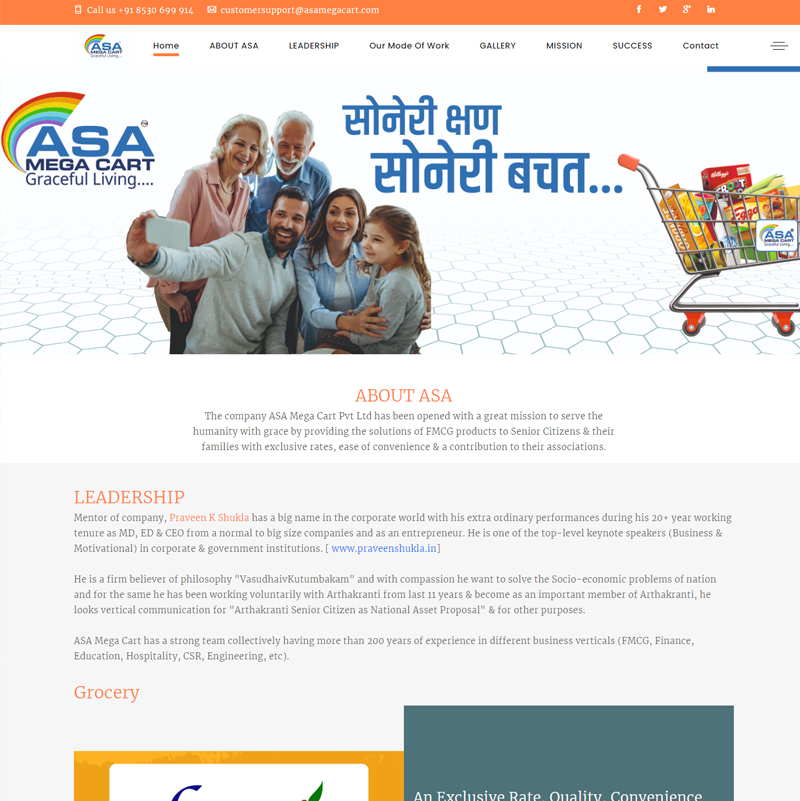 Call us +91 8530 699 914 customersupport@asamegacart.com
ASA
MEGA CART
Graceful Living...
Home ABOUT ASA LEADERSHIP Our Mode Of Work GALLERY MISSION SUCCESS Contact
ASA
MEGA CART
Graceful Living....
सोनेरी क्षण
सोनेरी बचत...
Kellogg's
ASA
MEGA CART
ABOUT ASA
The company ASA Mega Cart Pvt Ltd has been opened with a great mission to serve the
humanity with grace by providing the solutions of FMCG products to Senior Citizens & their
families with exclusive rates, ease of convenience & a contribution to their associations.
LEADERSHIP
Mentor of company, Praveen K Shukla has a big name in the corporate world with his extra ordinary performances during his 20+ year working
tenure as MD, ED & CEO from a normal to big size companies and as an entrepreneur. He is one of the top-level keynote speakers (Business &
Motivational) in corporate & government institutions. [ www.praveenshukla.in]
He is a firm believer of philosophy "VasudhaivKutumbakam" and with compassion he want to solve the Socio-economic problems of nation
and for the same he has been working voluntarily with Arthakranti from last 11 years & become as an important member of Arthakranti, he
looks vertical communication for "Arthakranti Senior Citizen as National Asset Proposal" & for other purposes.
ASA Mega Cart has a strong team collectively having more than 200 years of experience in different business verticals (FMCG, Finance,
Education, Hospitality, CSR, Engineering, etc).
Grocery
An Exclusive Rate, Quality, Convenience